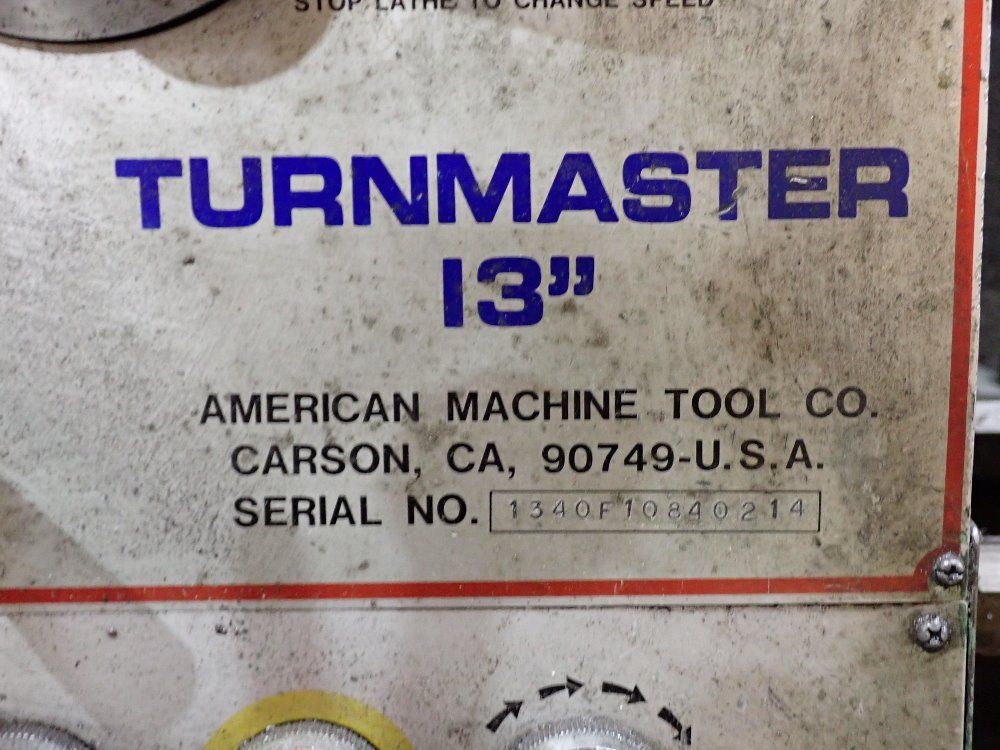 STOP LATHE TO CHANGE SPEED
TURNMASTER
13”
AMERICAN MACHINE TOOL CO.
CARSON, CA, 90749-U.S.A.
SERIAL NO. 1340F10840214